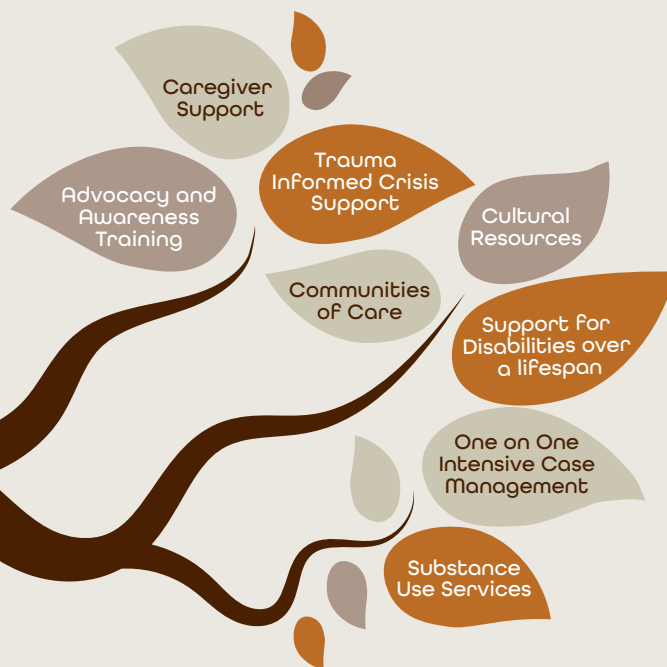 Caregiver
Support
Trauma
Informed Crisis
Support
Advocacy and
Awareness
Training
Cultural
Resources
Communities
of Care
Support for
Disabilities over
a lifespan
One on One
Intensive Case
Management
Substance
Use Services